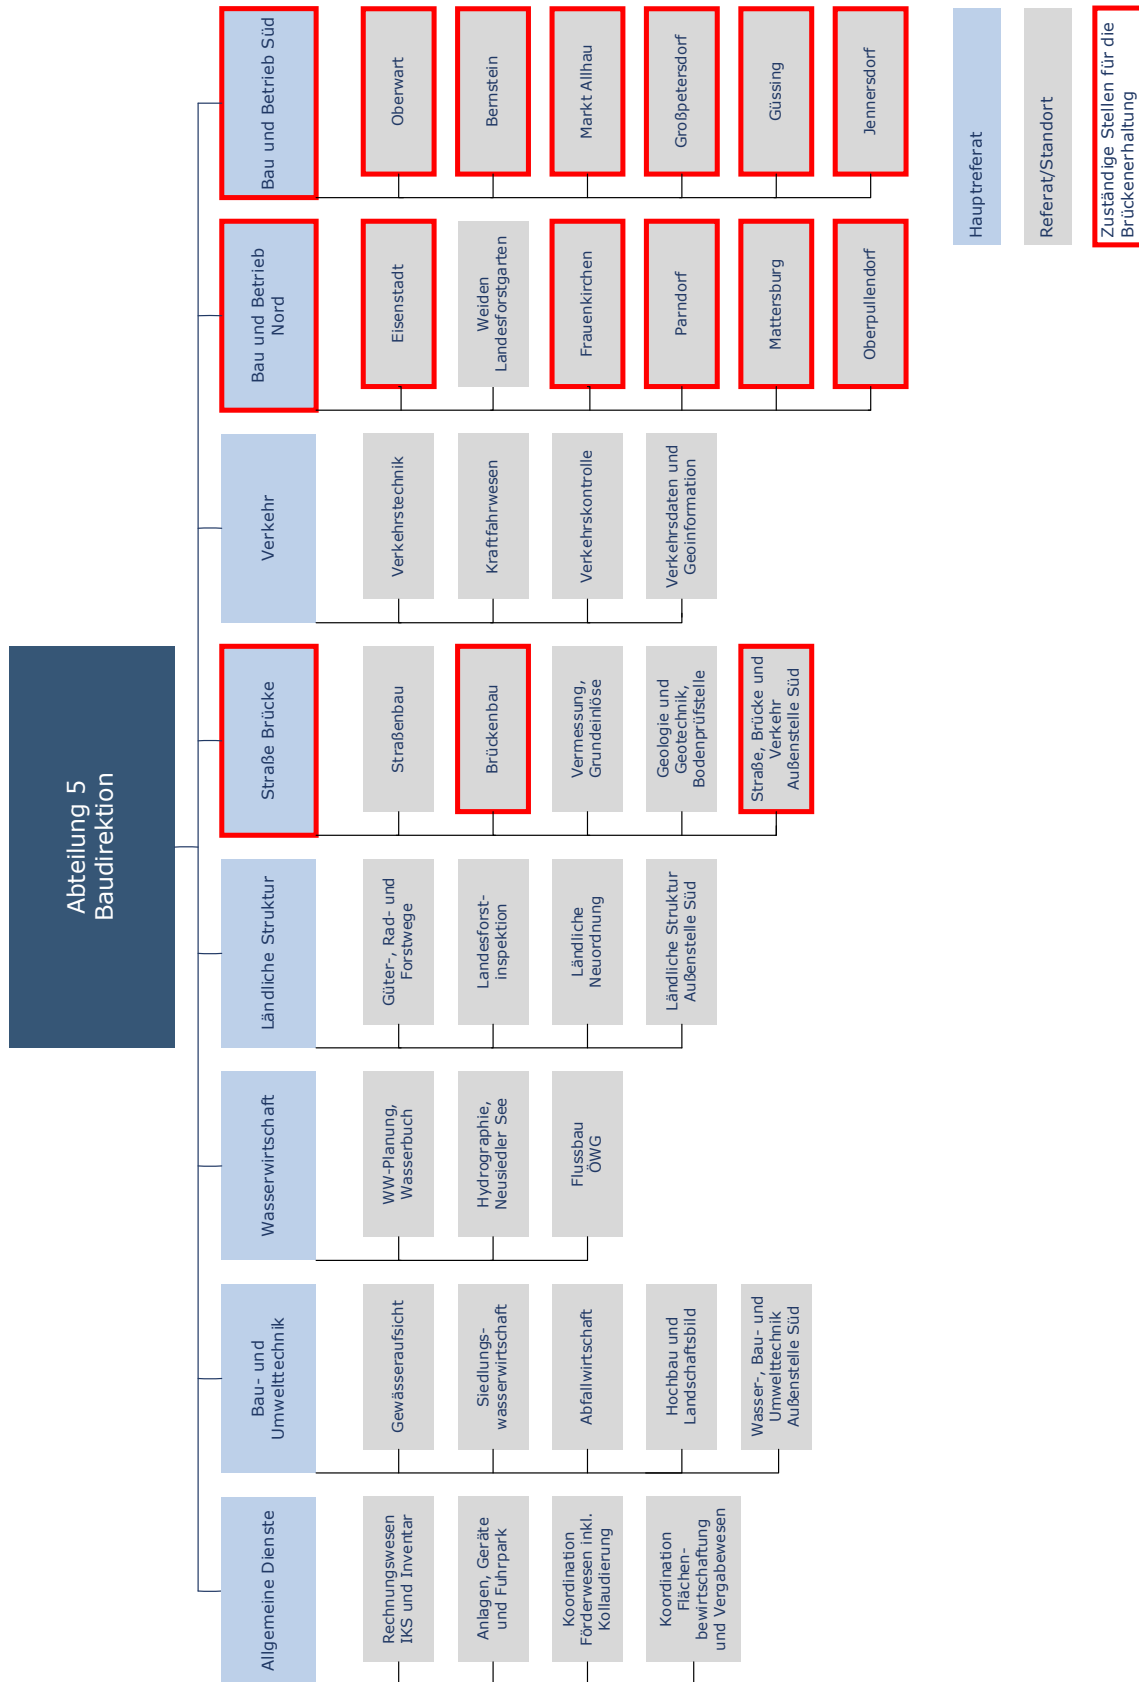 Abteilung 5
Baudirektion
Allgemeine Dienste
Rechnungswesen
IKS und Inventar
Anlagen, Geräte
und Fuhrpark
Koordination
Förderwesen inkl.
Kollaudierung
Koordination
Flächen-
bewirtschaftung
und Vergabewesen
Bau- und
Umwelttechnik
Gewässeraufsicht
Siedlungs-
wasserwirtschaft
Abfallwirtschaft
Hochbau und
Landschaftsbild
Wasser-, Bau- und
Umwelttechnik
Außenstelle Süd
Wasserwirtschaft
WW-Planung,
Wasserbuch
Hydrographie,
Neusiedler See
Flussbau
ÖWG
Ländliche Struktur
Güter-, Rad- und
Forstwege
Landesforst-
inspektion
Ländliche
Neuordnung
Ländliche Struktur
Außenstelle Süd
Straße Brücke
Straßenbau
Brückenbau
Vermessung,
Grundeinlöse
Geologie und
Geotechnik,
Bodenprüfstelle
Straße, Brücke und
Verkehr
Außenstelle Süd
Verkehr
Verkehrstechnik
Kraftfahrwesen
Verkehrskontrolle
Verkehrsdaten und
Geoinformation
Bau und Betrieb
Nord
Eisenstadt
Weiden
Landesforstgarten
Frauenkirchen
Parndorf
Mattersburg
Oberpullendorf
Bau und Betrieb Süd
Oberwart
Bernstein
Markt Allhau
Großpetersdorf
Güssing
Jennersdorf
Hauptreferat
Referat/Standort
Zuständige Stellen für die
Brückenerhaltung